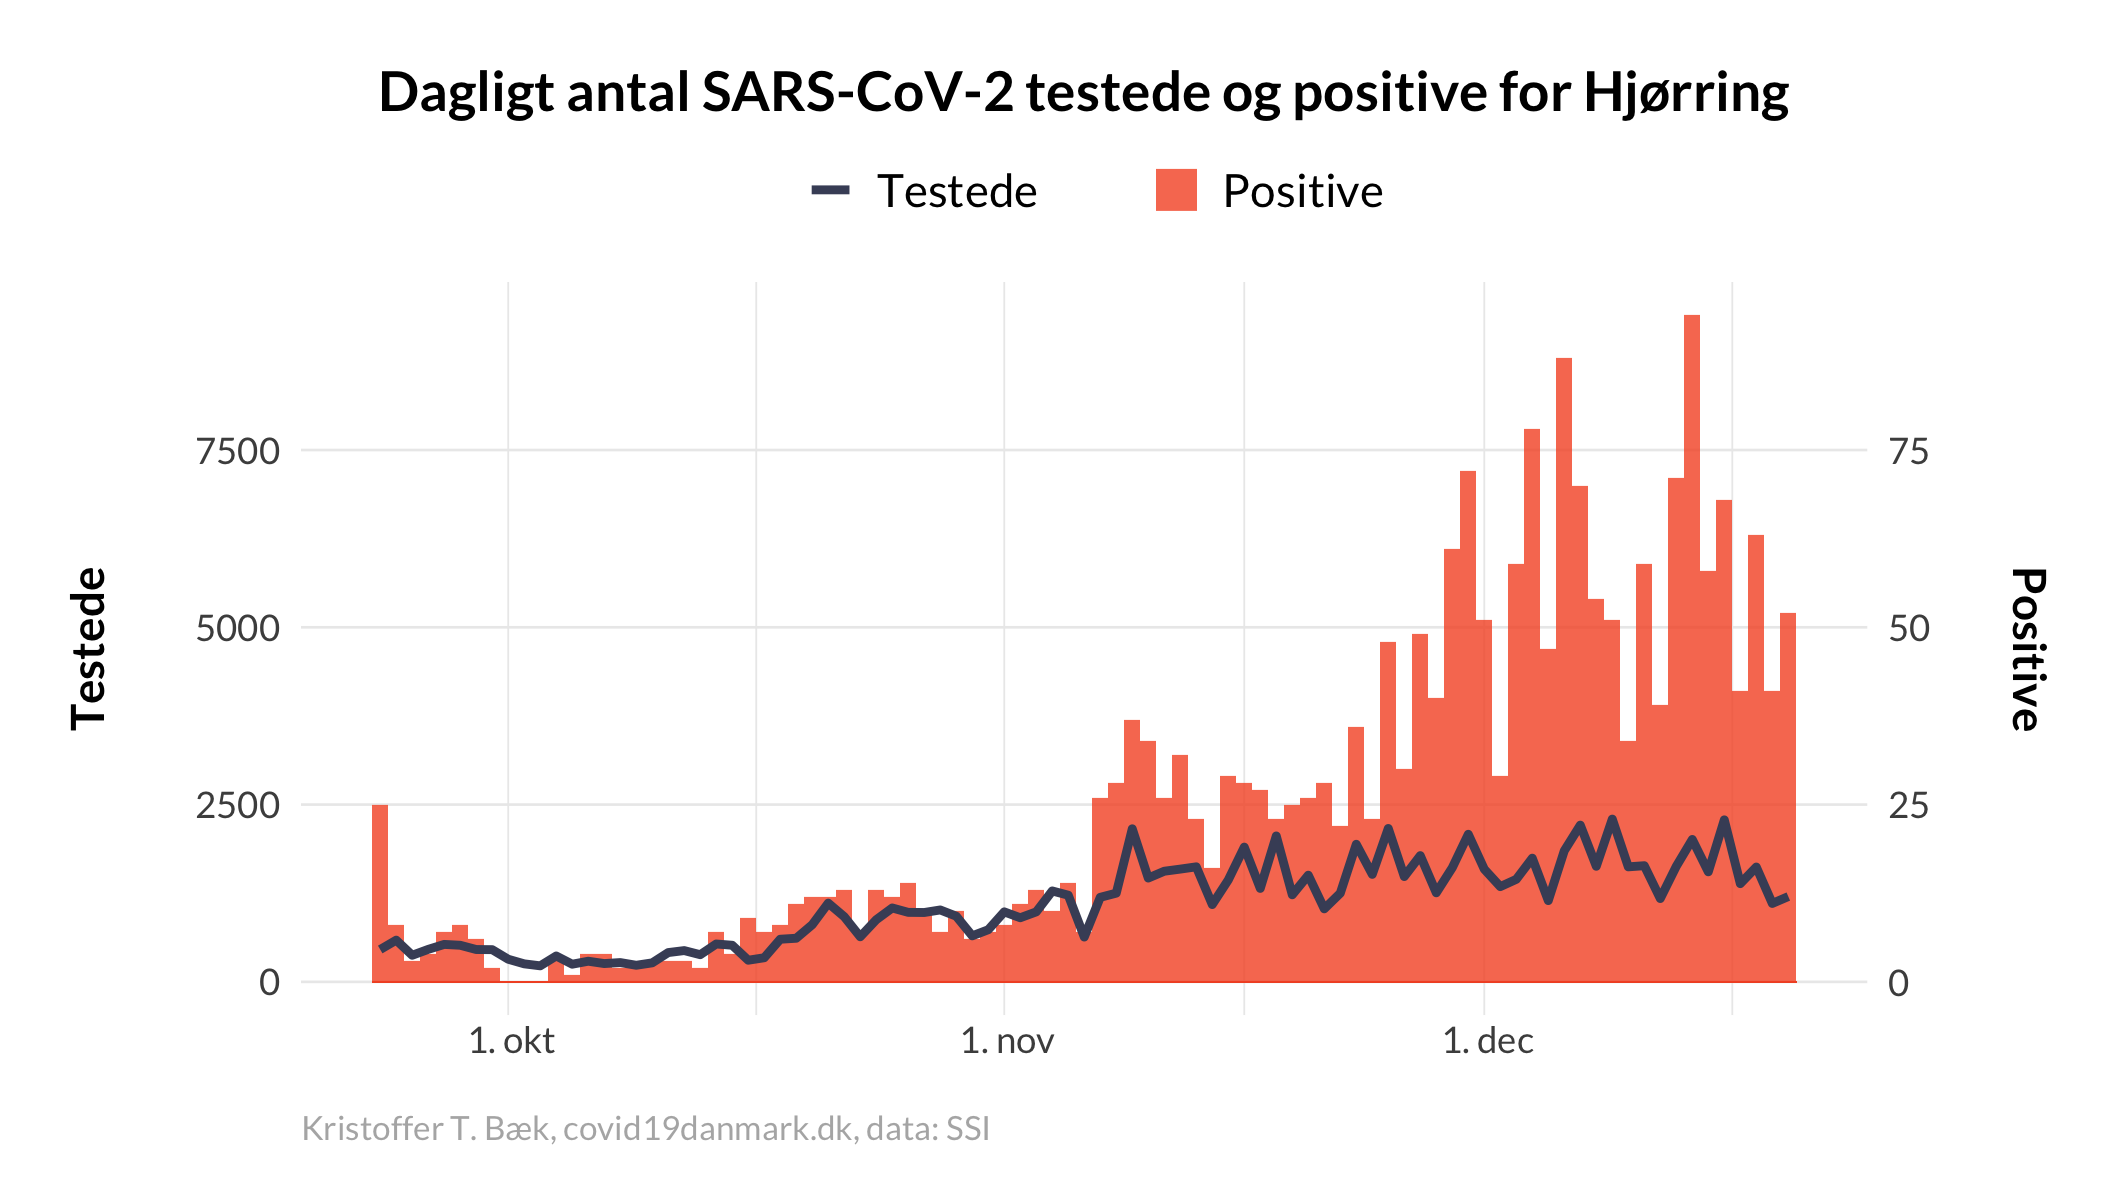 Dagligt antal SARS-CoV-2 testede og positive for Hjørring
Testede
Positive
7500
5000
2500
0
75
50
25
0
Testede
Positive
1. okt
1. nov
1. dec
Kristoffer T. Bæk, covid19danmark.dk, data: SSI